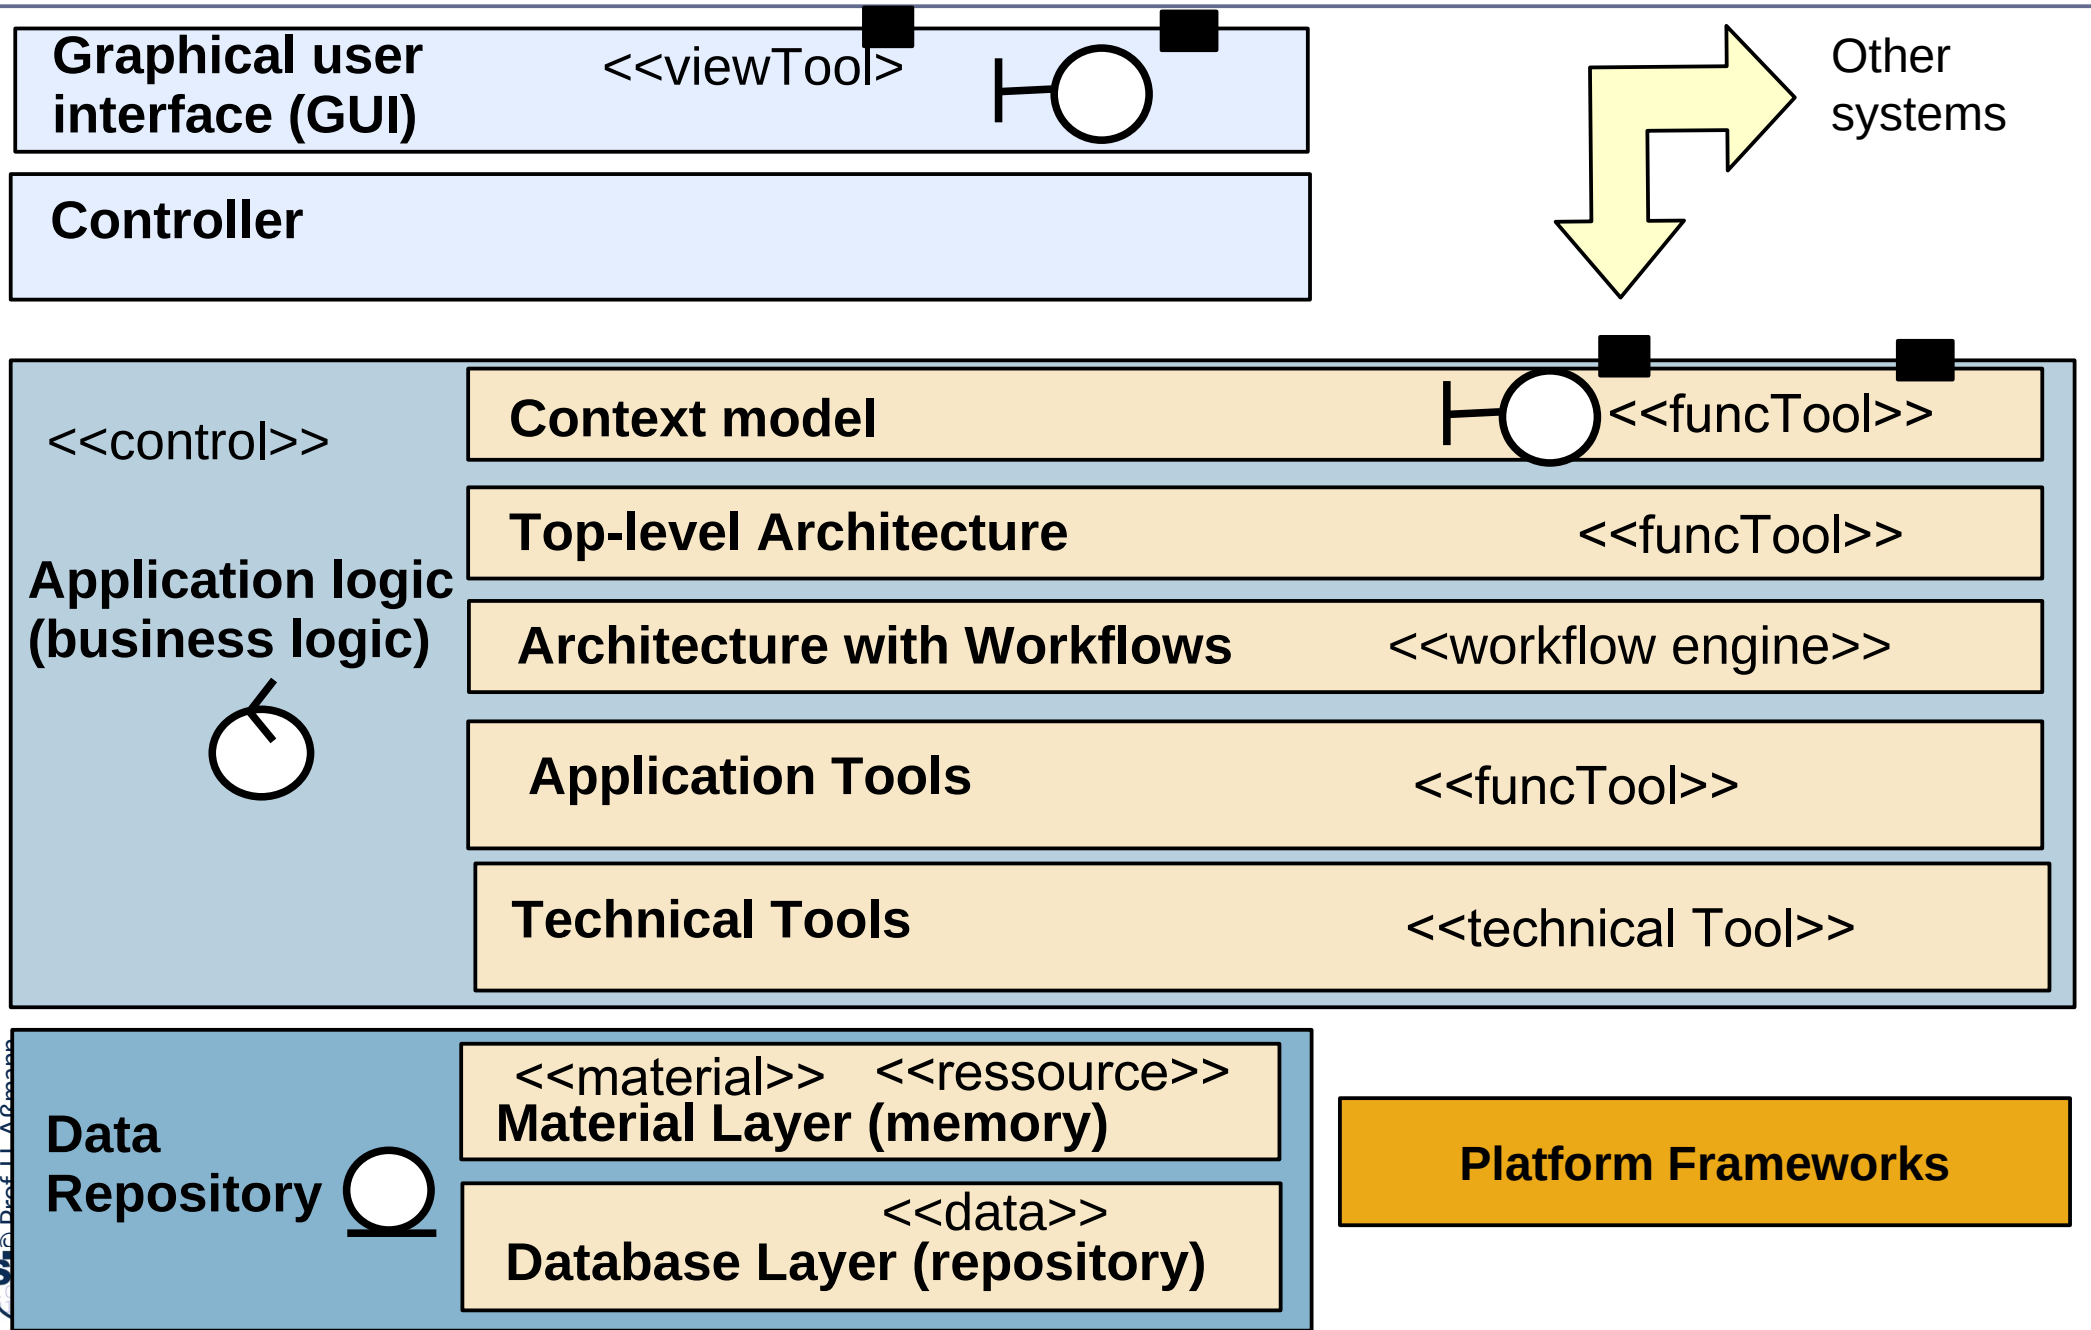 Graphical user
interface (GUI)
<<viewTool>
Other
systems
Controller
<<control>>
Context model
<<funcTool>>
Top-level Architecture
<<funcTool>>
Application logic
(business logic)
Architecture with Workflows
<<workflow engine>>
Application Tools
<<funcTool>>
Technical Tools
<<technical Tool>>
Data
Repository
<<material>>
<<ressource>>
Material Layer (memory)
<<data>>
Database Layer (repository)
Platform Frameworks